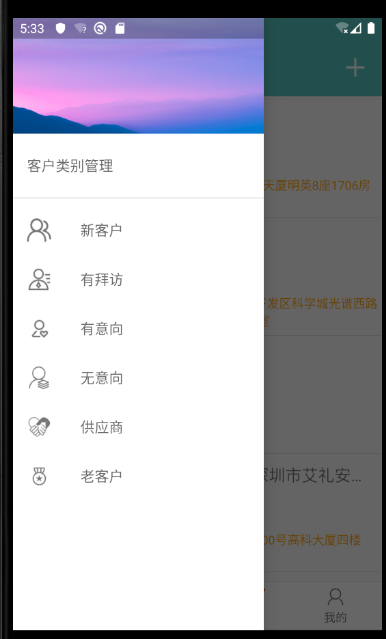 5:33
客户类别管理
新客户
有拜访
有意向
无意向
供应商
老客户
天厦明英8座1706房
发区科学城光谱西路
圳市艾礼安...
00号高科大厦四楼
我的